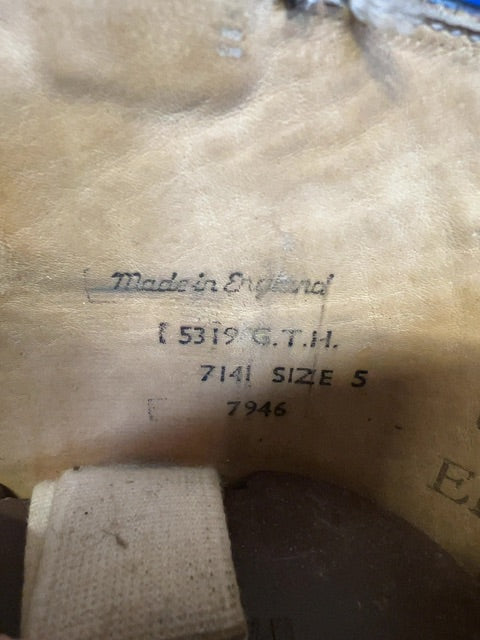 Made in England
[ 5319 G.T.H.
7141 SIZE 5
[ 7946